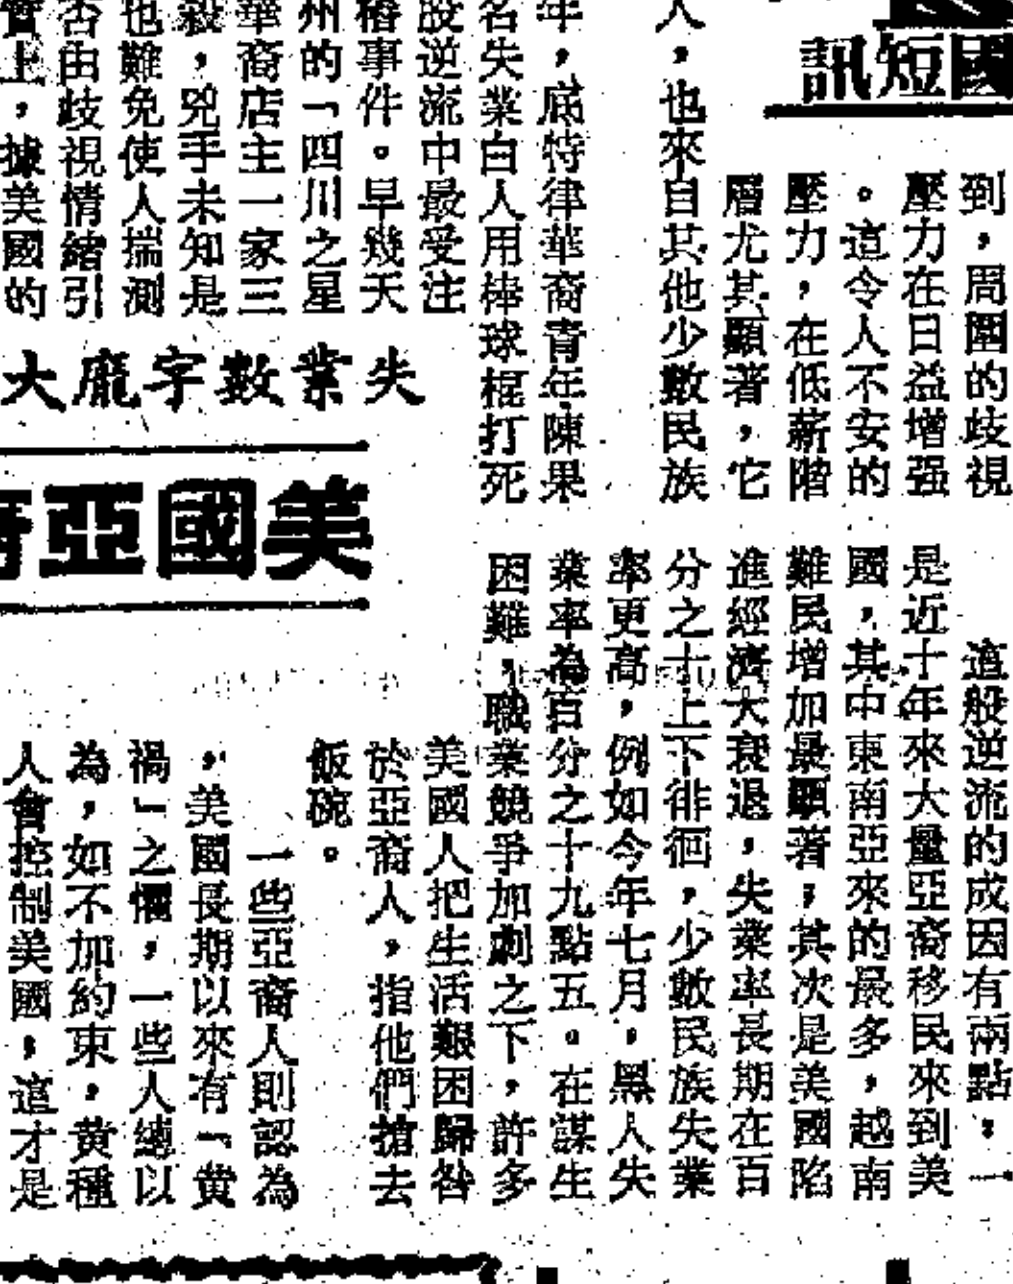 國短訊
到，周圍的歧視
壓力在日益增强
。這令人不安的
壓力，在低薪階
層尤其顯著，它
人，也來自其他少數民族
年，底特律華裔青年陳果
名失業白人用棒球棍打死
股逆流中最受注
樁事件。早幾天
州的「四川之星
華裔店主一家三
殺，兇手未知是
也難免使人揣測
否由歧視情緒引
實上，據美國的
失業數字龐大
美國亞裔
這般逆流的成因有兩點：一
是近十年來大量亞裔移民來到美
國，其中東南亞來的最多，越南
難民增加最顯著；其次是美國陷
進經濟大衰退，失業率長期在百
分之十上下徘徊，少數民族失業
率更高，例如今年七月，黑人失
業率為百分之十九點五。在謀生
困難，職業競爭加劇之下，許多
美國人把生活艱困歸咎
於亞裔人，指他們搶去
飯碗。
一些亞裔人則認為
，美國長期以來有「黄
禍」之懼，一些人總以
為，如不加約束，黄種
人會控制美國，這才是